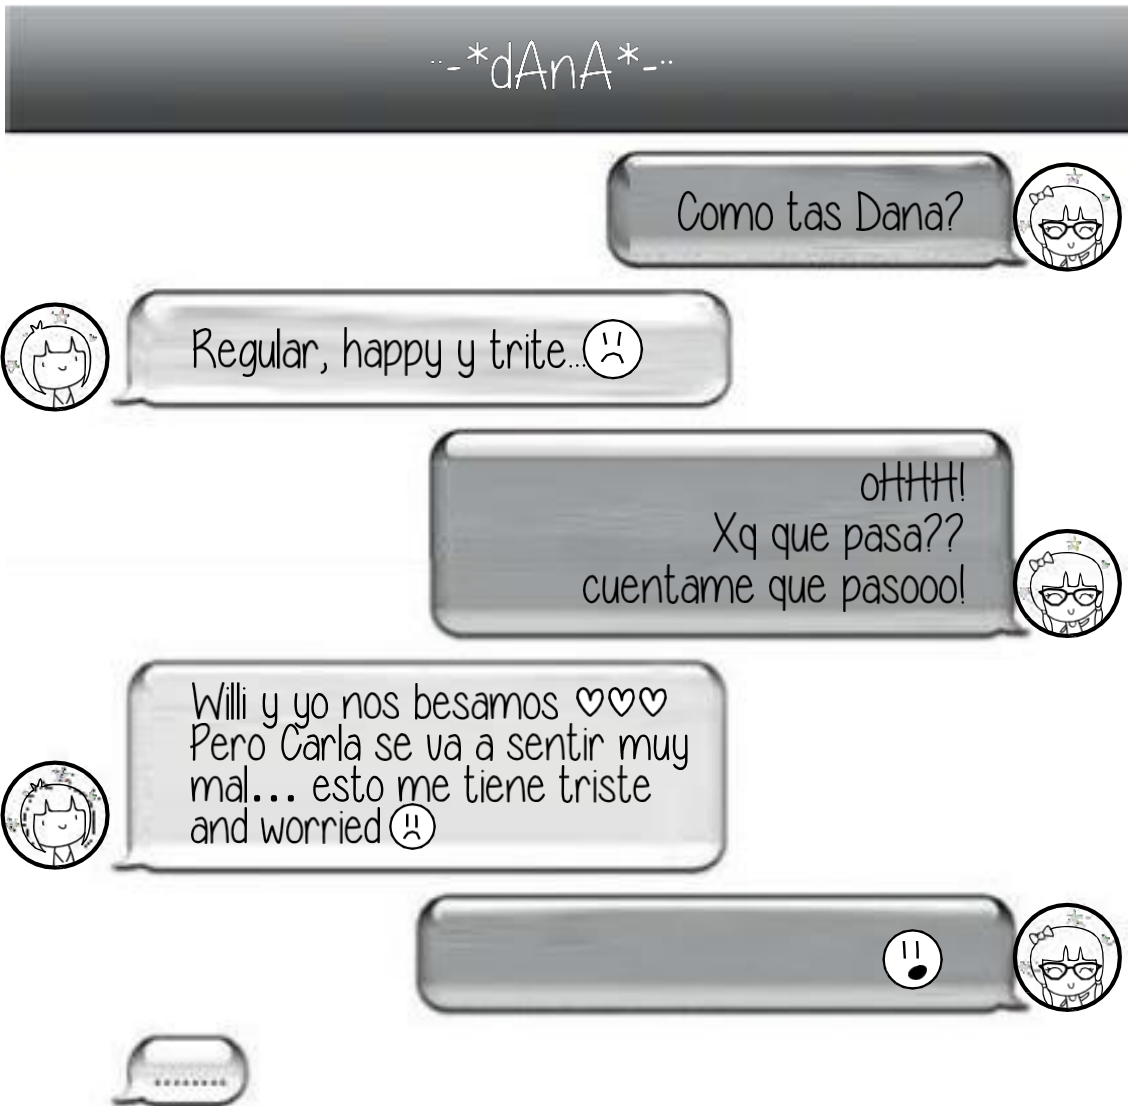 ¨-*dAnA*-¨
Como tas Dana?
Regular, happy y trite...
oHHH!
Xq que pasa??
cuentame que pasooo!
Willi y yo nos besamos ♡♡♡
Pero Carla se va a sentir muy
mal... esto me tiene triste
and worried
........